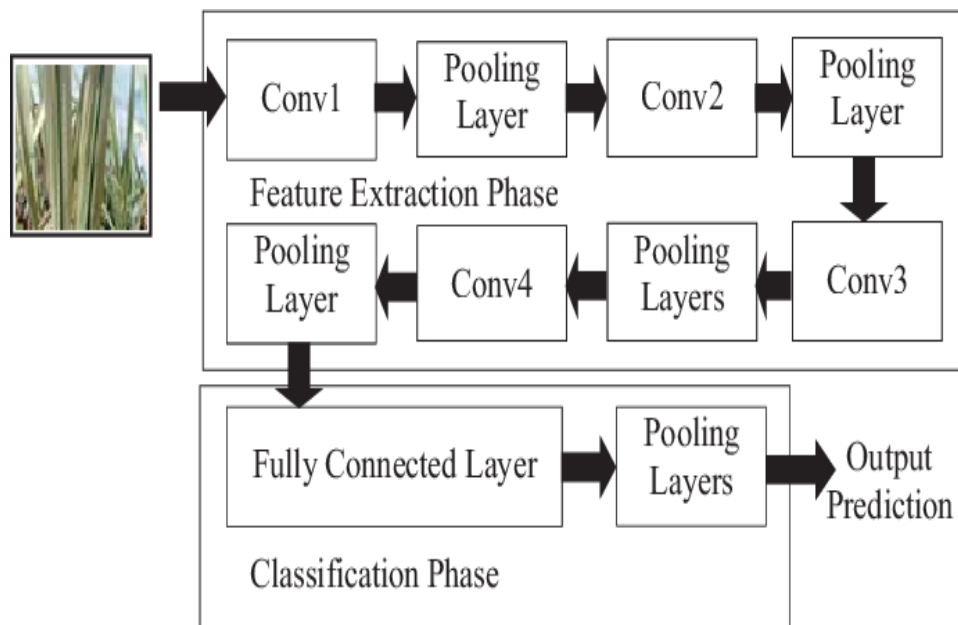 Conv1
Pooling
Layer
Conv2
Pooling
Layer
Feature Extraction Phase
Conv3
Pooling
Layers
Conv4
Pooling
Layer
Fully Connected Layer
Pooling
Layers
Output
Prediction
Classification Phase